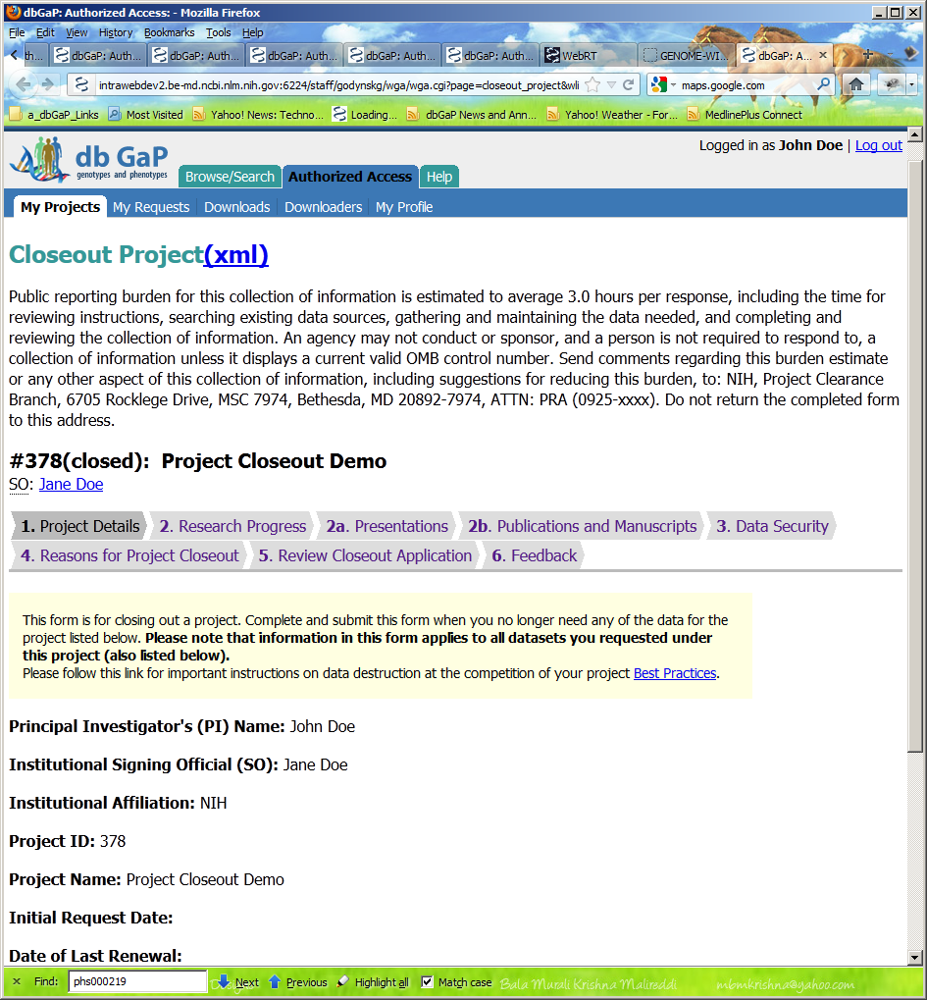 dbGaP: Authorized Access: - Mozilla Firefox
File Edit View History Bookmarks Tools Help
th... dbGaP: Auth... dbGaP: Auth... dbGaP: Auth... dbGaP: Auth... dbGaP: Auth... WebRT GENOME-WI... dbGaP: A...
intrawebdev2.be-md.ncbi.nlm.nih.gov:6224/staff/godynskg/wga/wga.cgi?page=closeout_project&wli maps.google.com
a_dbGaP_Links Most Visited Yahoo! News: Techno... Loading... dbGaP News and Ann... Yahoo! Weather - For... MedlinePlus Connect
Logged in as John Doe | Log out
db GaP
genotypes and phenotypes
Browse/Search Authorized Access Help
My Projects My Requests Downloads Downloaders My Profile
Closeout Project(xml)
Public reporting burden for this collection of information is estimated to average 3.0 hours per response, including the time for
reviewing instructions, searching existing data sources, gathering and maintaining the data needed, and completing and
reviewing the collection of information. An agency may not conduct or sponsor, and a person is not required to respond to, a
collection of information unless it displays a current valid OMB control number. Send comments regarding this burden estimate
or any other aspect of this collection of information, including suggestions for reducing this burden, to: NIH, Project Clearance
Branch, 6705 Rocklege Drive, MSC 7974, Bethesda, MD 20892-7974, ATTN: PRA (0925-xxxx). Do not return the completed form
to this address.
#378(closed): Project Closeout Demo
SO: Jane Doe
1. Project Details 2. Research Progress 2a. Presentations 2b. Publications and Manuscripts 3. Data Security
4. Reasons for Project Closeout 5. Review Closeout Application 6. Feedback
This form is for closing out a project. Complete and submit this form when you no longer need any of the data for the
project listed below. Please note that information in this form applies to all datasets you requested under
this project (also listed below).
Please follow this link for important instructions on data destruction at the competition of your project Best Practices.
Principal Investigator's (PI) Name: John Doe
Institutional Signing Official (SO): Jane Doe
Institutional Affiliation: NIH
Project ID: 378
Project Name: Project Closeout Demo
Initial Request Date:
Date of Last Renewal:
Find: phs000219 Next Previous Highlight all Match case Bala Murali Krishna Malireddi mbmkrishna@yahoo.com